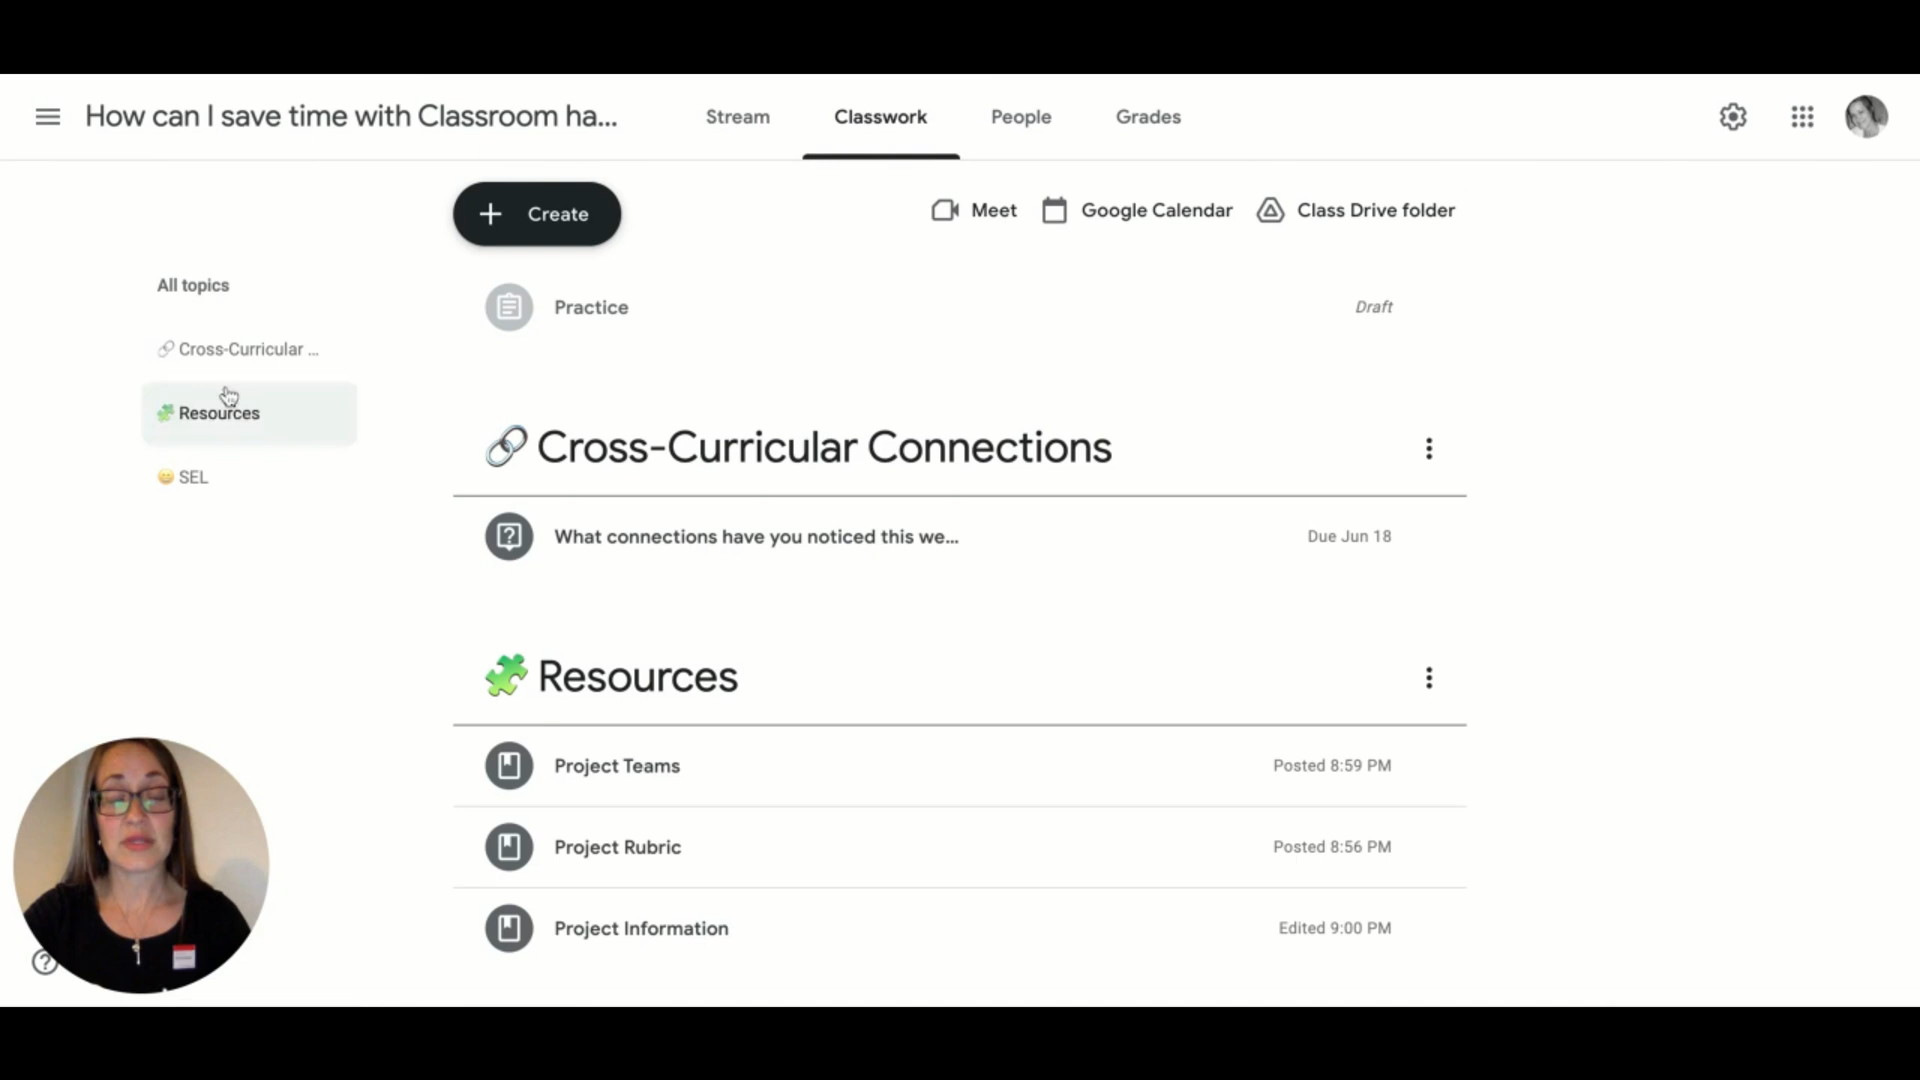 How can I save time with Classroom ha...
Stream
Classwork
People
Grades
Create
Meet
Google Calendar
Class Drive folder
All topics
🔗 Cross-Curricular ...
🧩 Resources
😀 SEL
Practice
Draft
🔗 Cross-Curricular Connections
What connections have you noticed this we...
Due Jun 18
🧩 Resources
Project Teams
Posted 8:59 PM
Project Rubric
Posted 8:56 PM
Project Information
Edited 9:00 PM